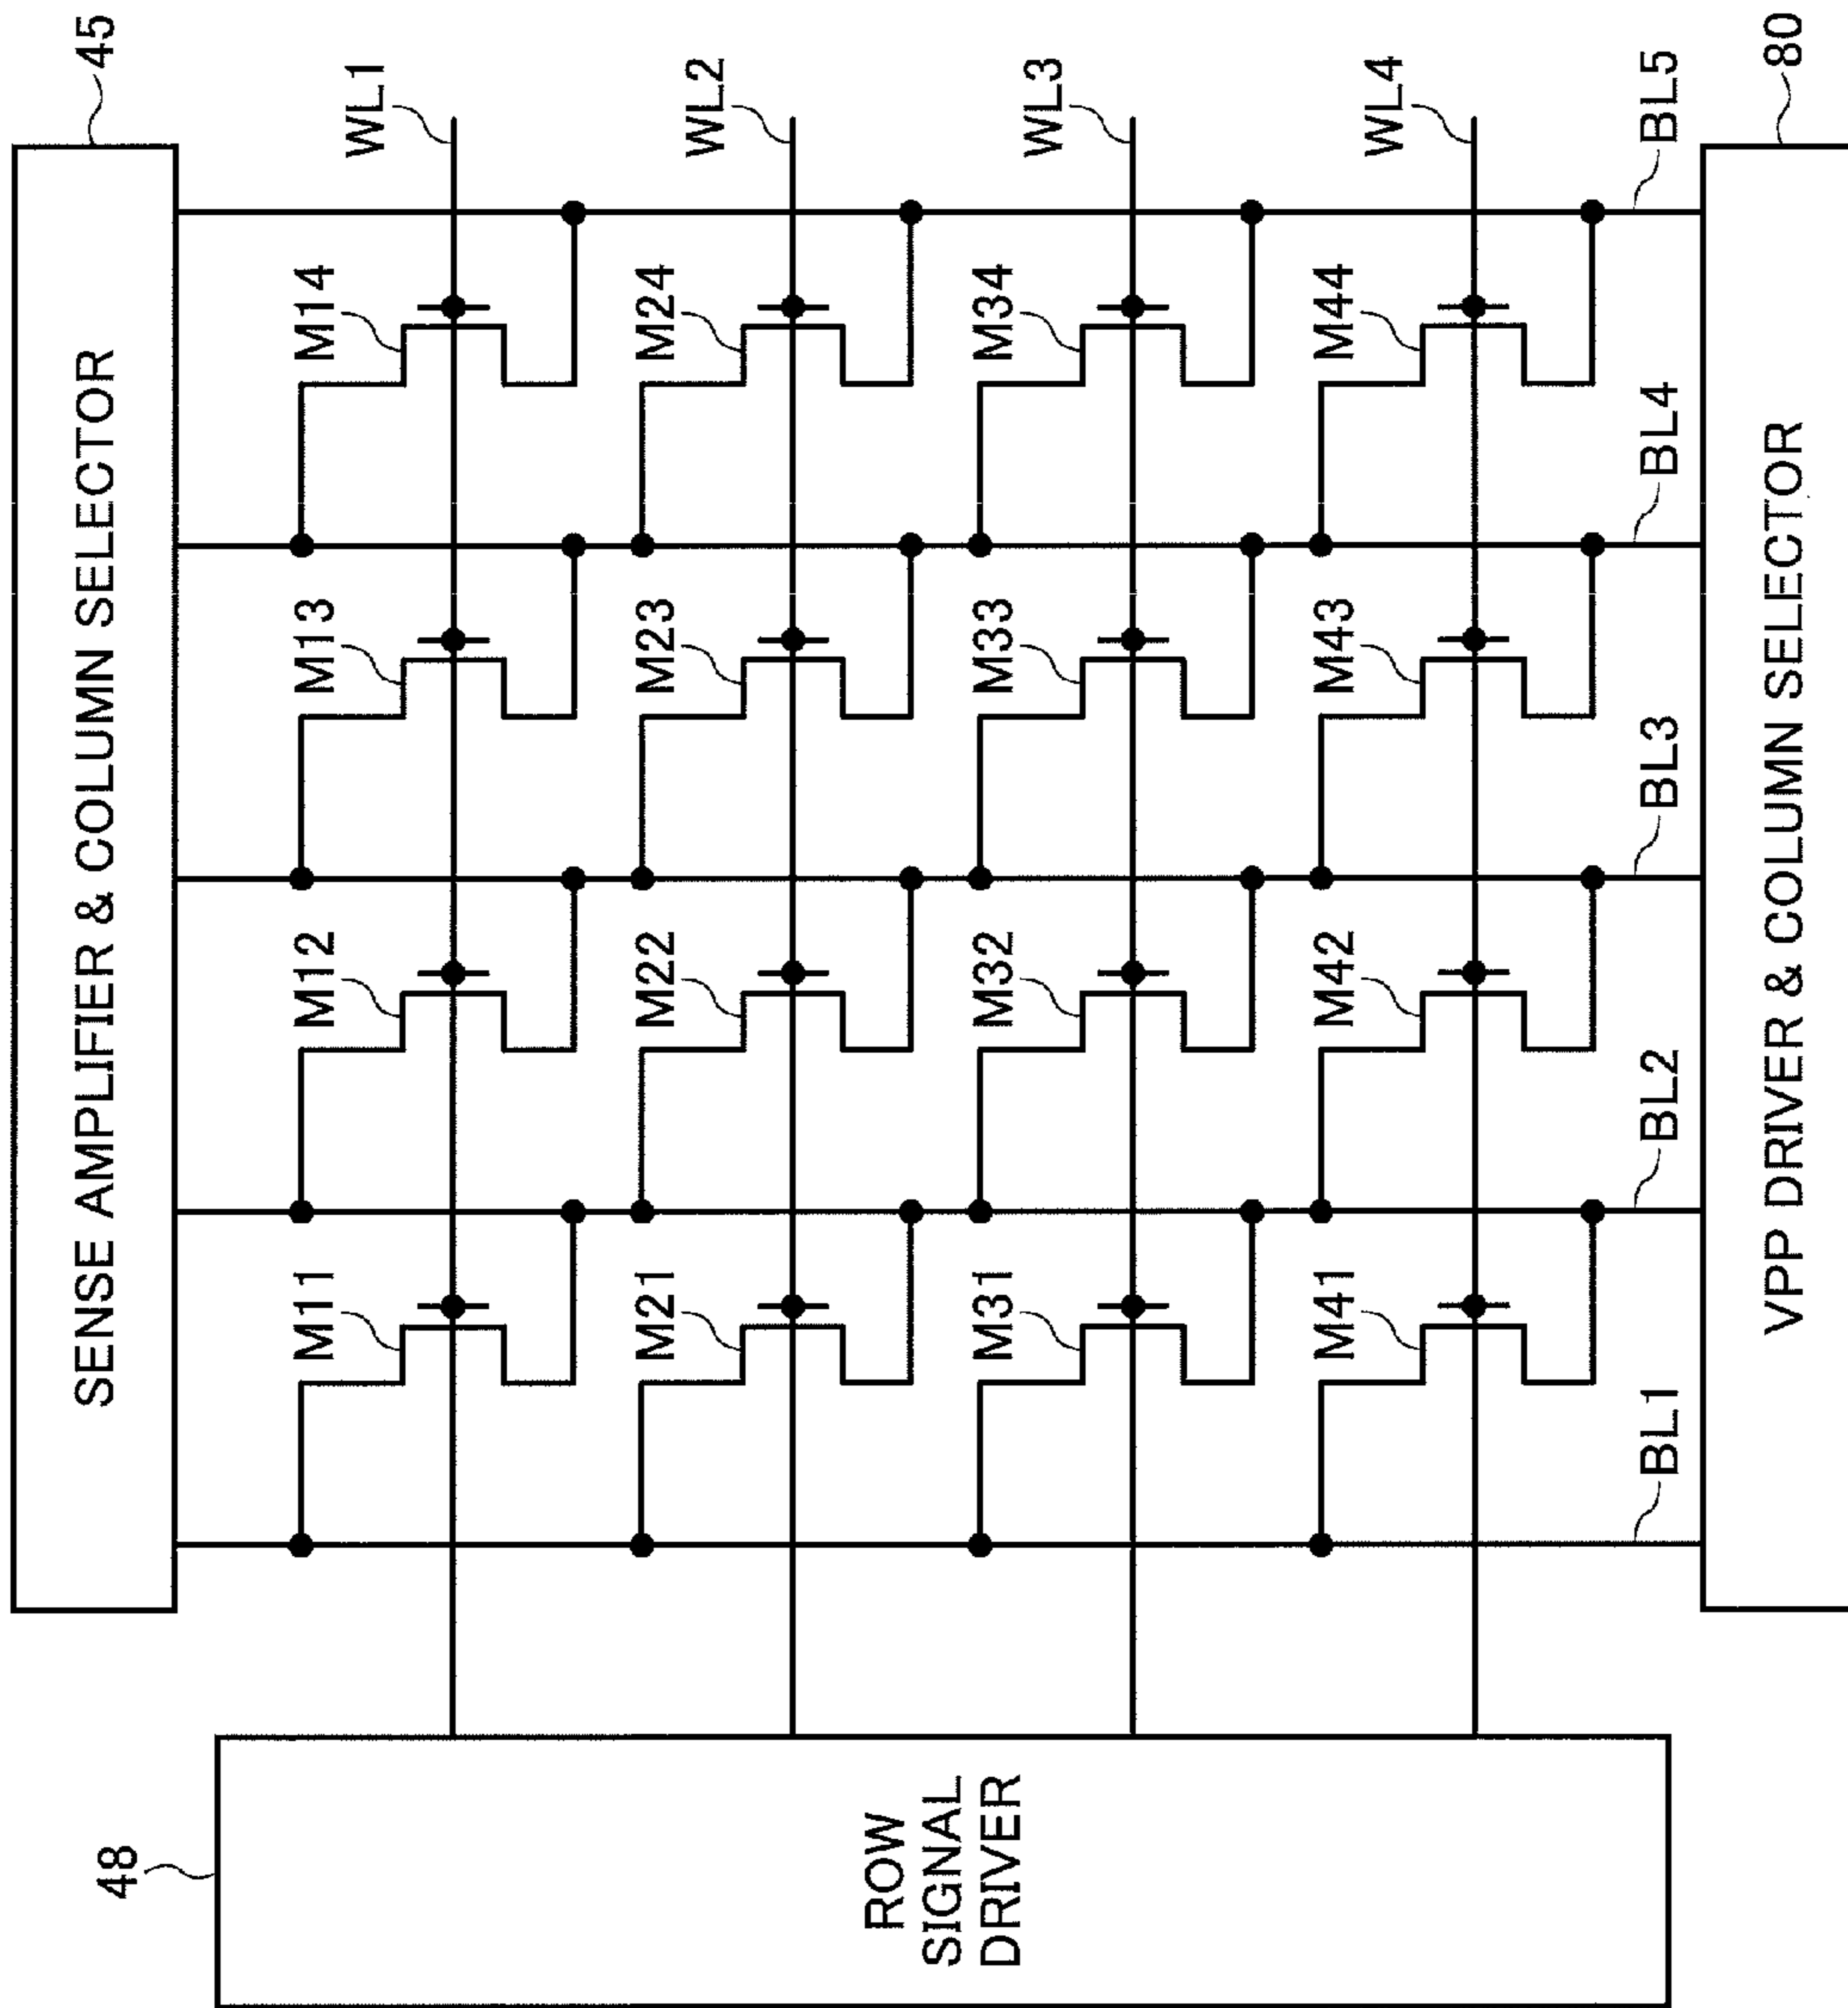 45
SENSE AMPLIFIER & COLUMN SELECTOR
48
M11
M12
M13
M14
WL1
M21
M22
M23
M24
WL2
ROW
SIGNAL
DRIVER
M31
M32
M33
M34
WL3
M41
M42
M43
M44
WL4
BL1
BL2
BL3
BL4
BL5
VPP DRIVER & COLUMN SELECTOR
80